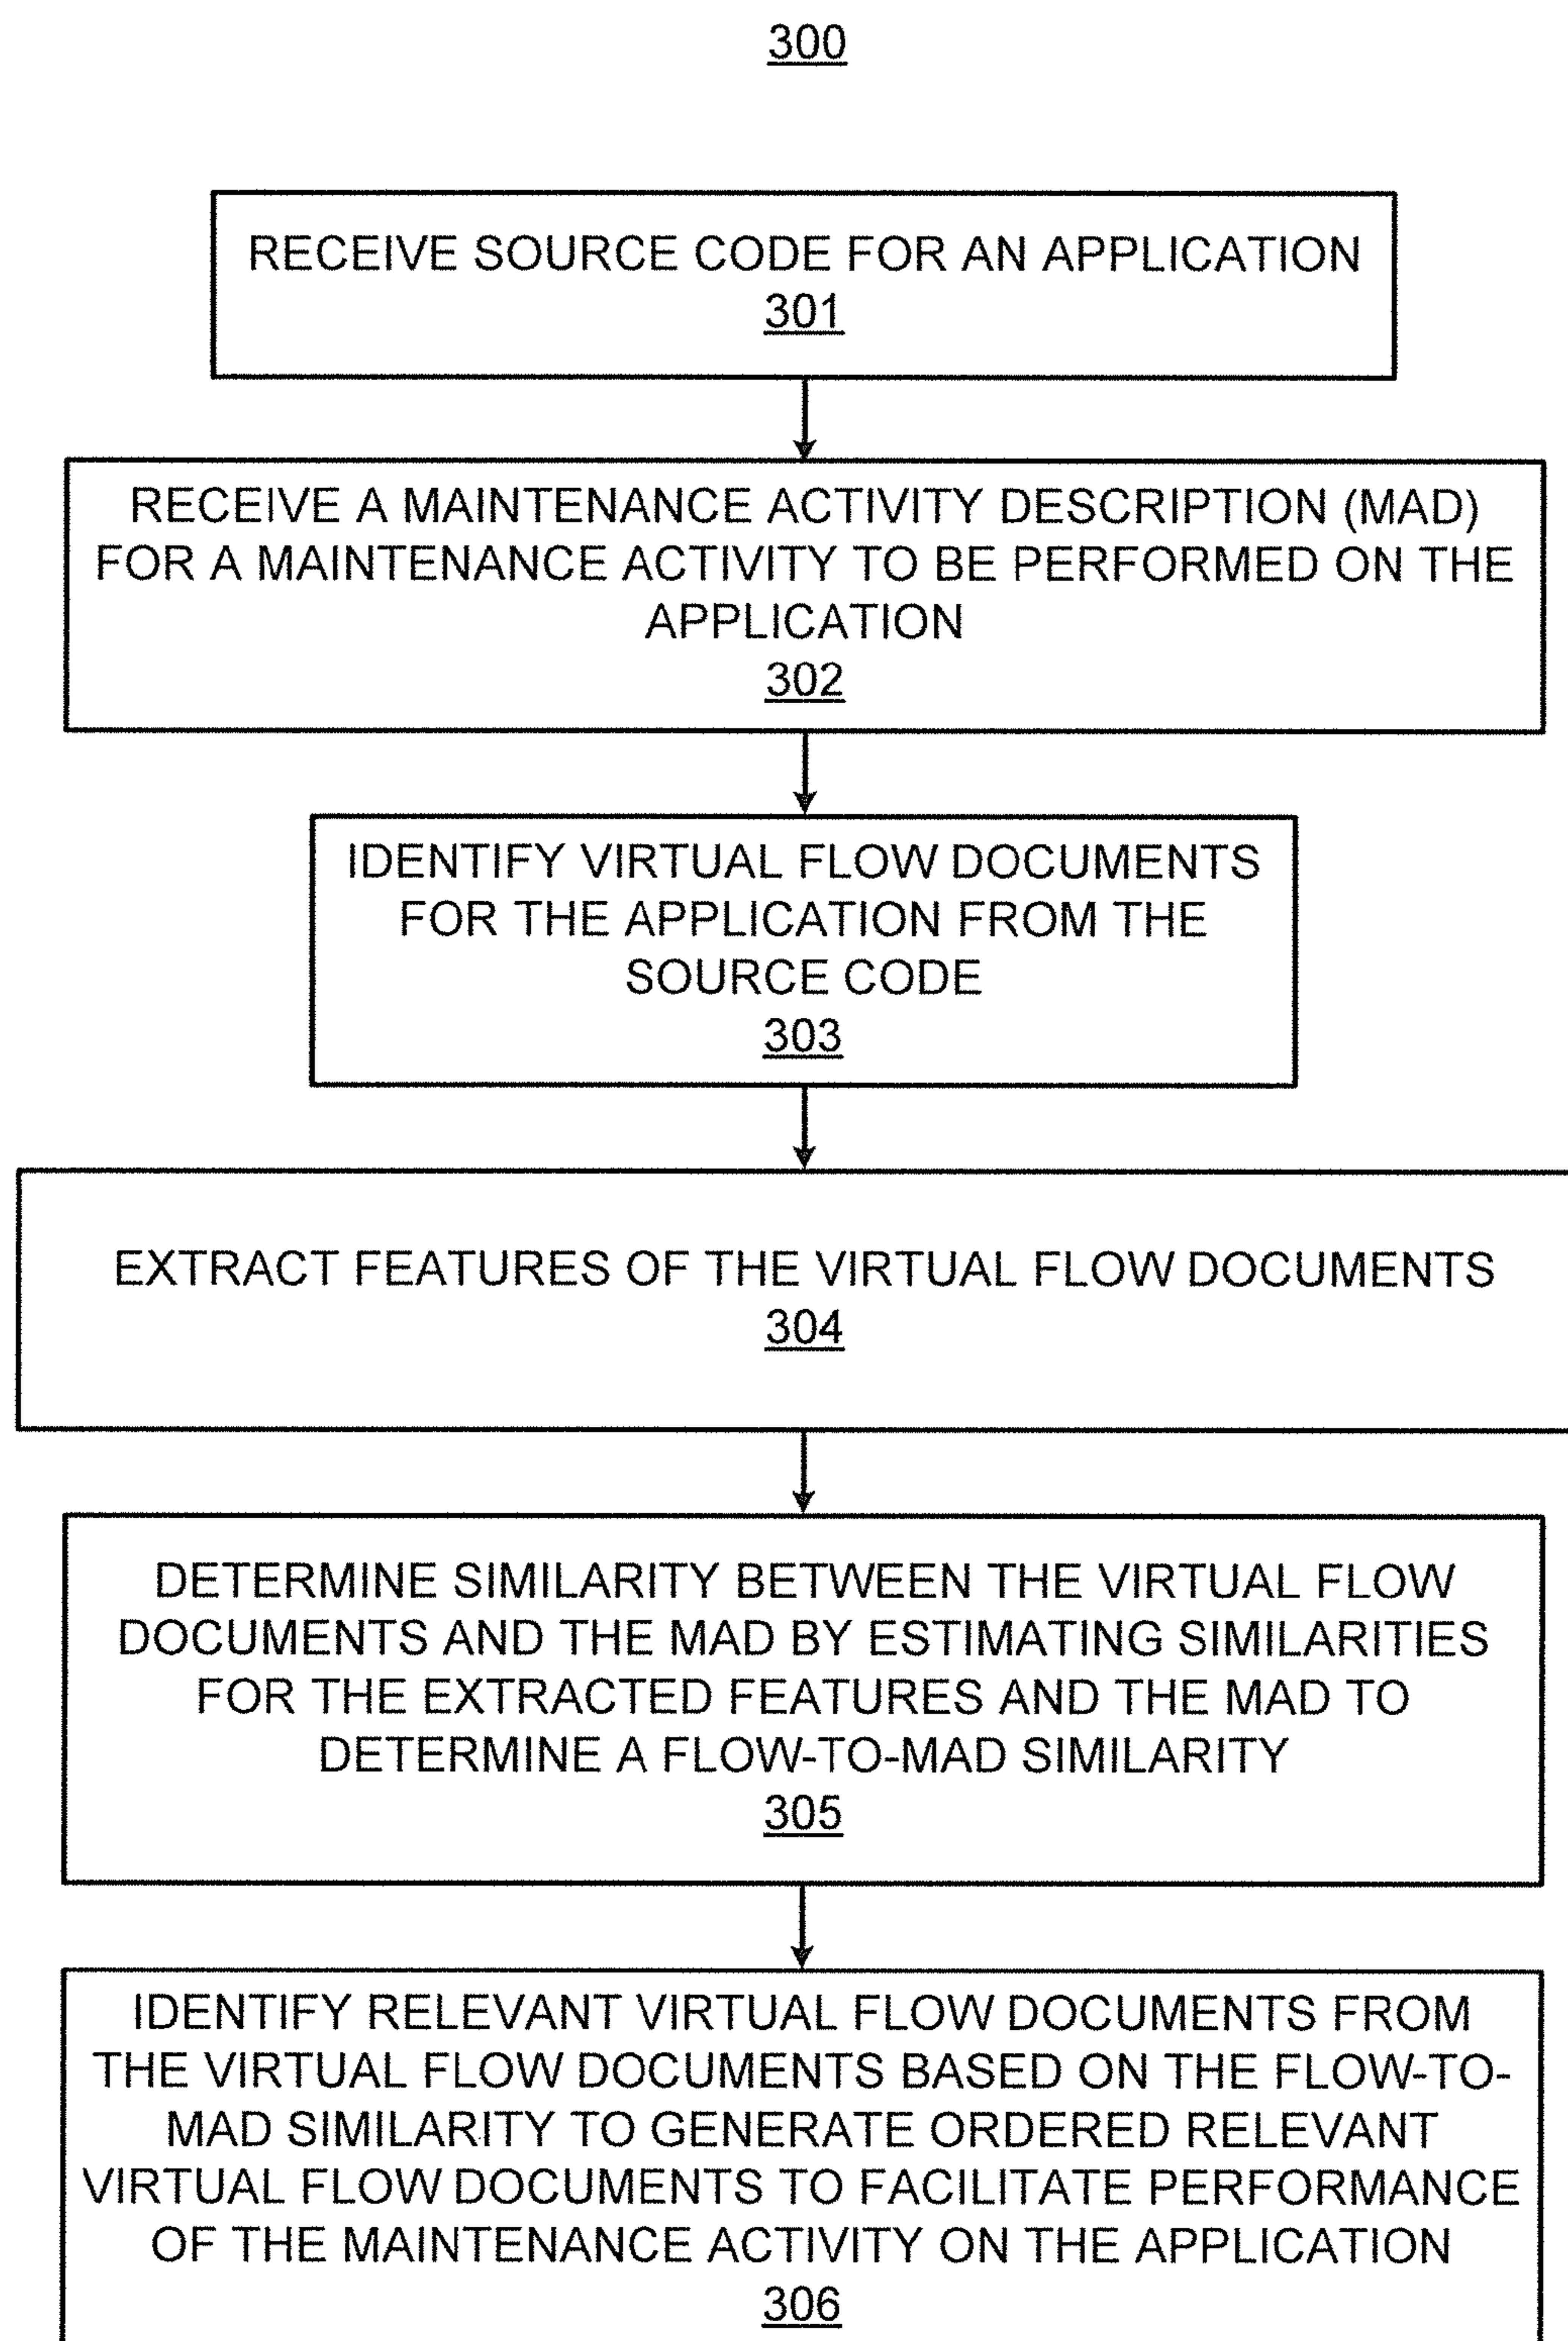 300
RECEIVE SOURCE CODE FOR AN APPLICATION
301
RECEIVE A MAINTENANCE ACTIVITY DESCRIPTION (MAD)
FOR A MAINTENANCE ACTIVITY TO BE PERFORMED ON THE
APPLICATION
302
IDENTIFY VIRTUAL FLOW DOCUMENTS
FOR THE APPLICATION FROM THE
SOURCE CODE
303
EXTRACT FEATURES OF THE VIRTUAL FLOW DOCUMENTS
304
DETERMINE SIMILARITY BETWEEN THE VIRTUAL FLOW
DOCUMENTS AND THE MAD BY ESTIMATING SIMILARITIES
FOR THE EXTRACTED FEATURES AND THE MAD TO
DETERMINE A FLOW-TO-MAD SIMILARITY
305
IDENTIFY RELEVANT VIRTUAL FLOW DOCUMENTS FROM
THE VIRTUAL FLOW DOCUMENTS BASED ON THE FLOW-TO-
MAD SIMILARITY TO GENERATE ORDERED RELEVANT
VIRTUAL FLOW DOCUMENTS TO FACILITATE PERFORMANCE
OF THE MAINTENANCE ACTIVITY ON THE APPLICATION
306